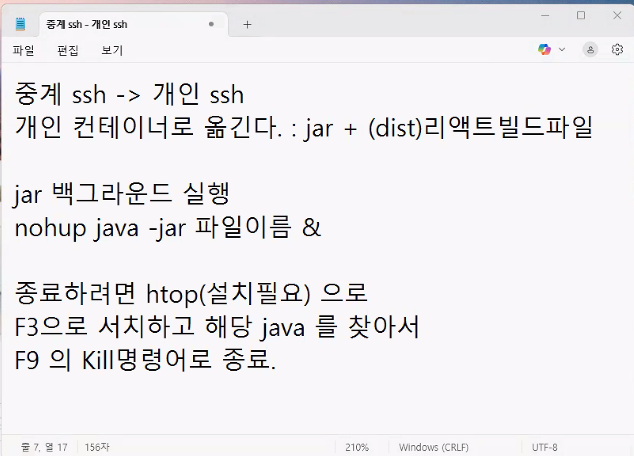 중계 ssh - 개인 ssh
파일 편집 보기
중계 ssh -> 개인 ssh
개인 컨테이너로 옮긴다. : jar + (dist)리액트빌드파일
jar 백그라운드 실행
nohup java -jar 파일이름 &
종료하려면 htop(설치필요) 으로
F3으로 서치하고 해당 java 를 찾아서
F9 의 Kill명령어로 종료.
줄 7, 열 17 156자 210% Windows (CRLF) UTF-8